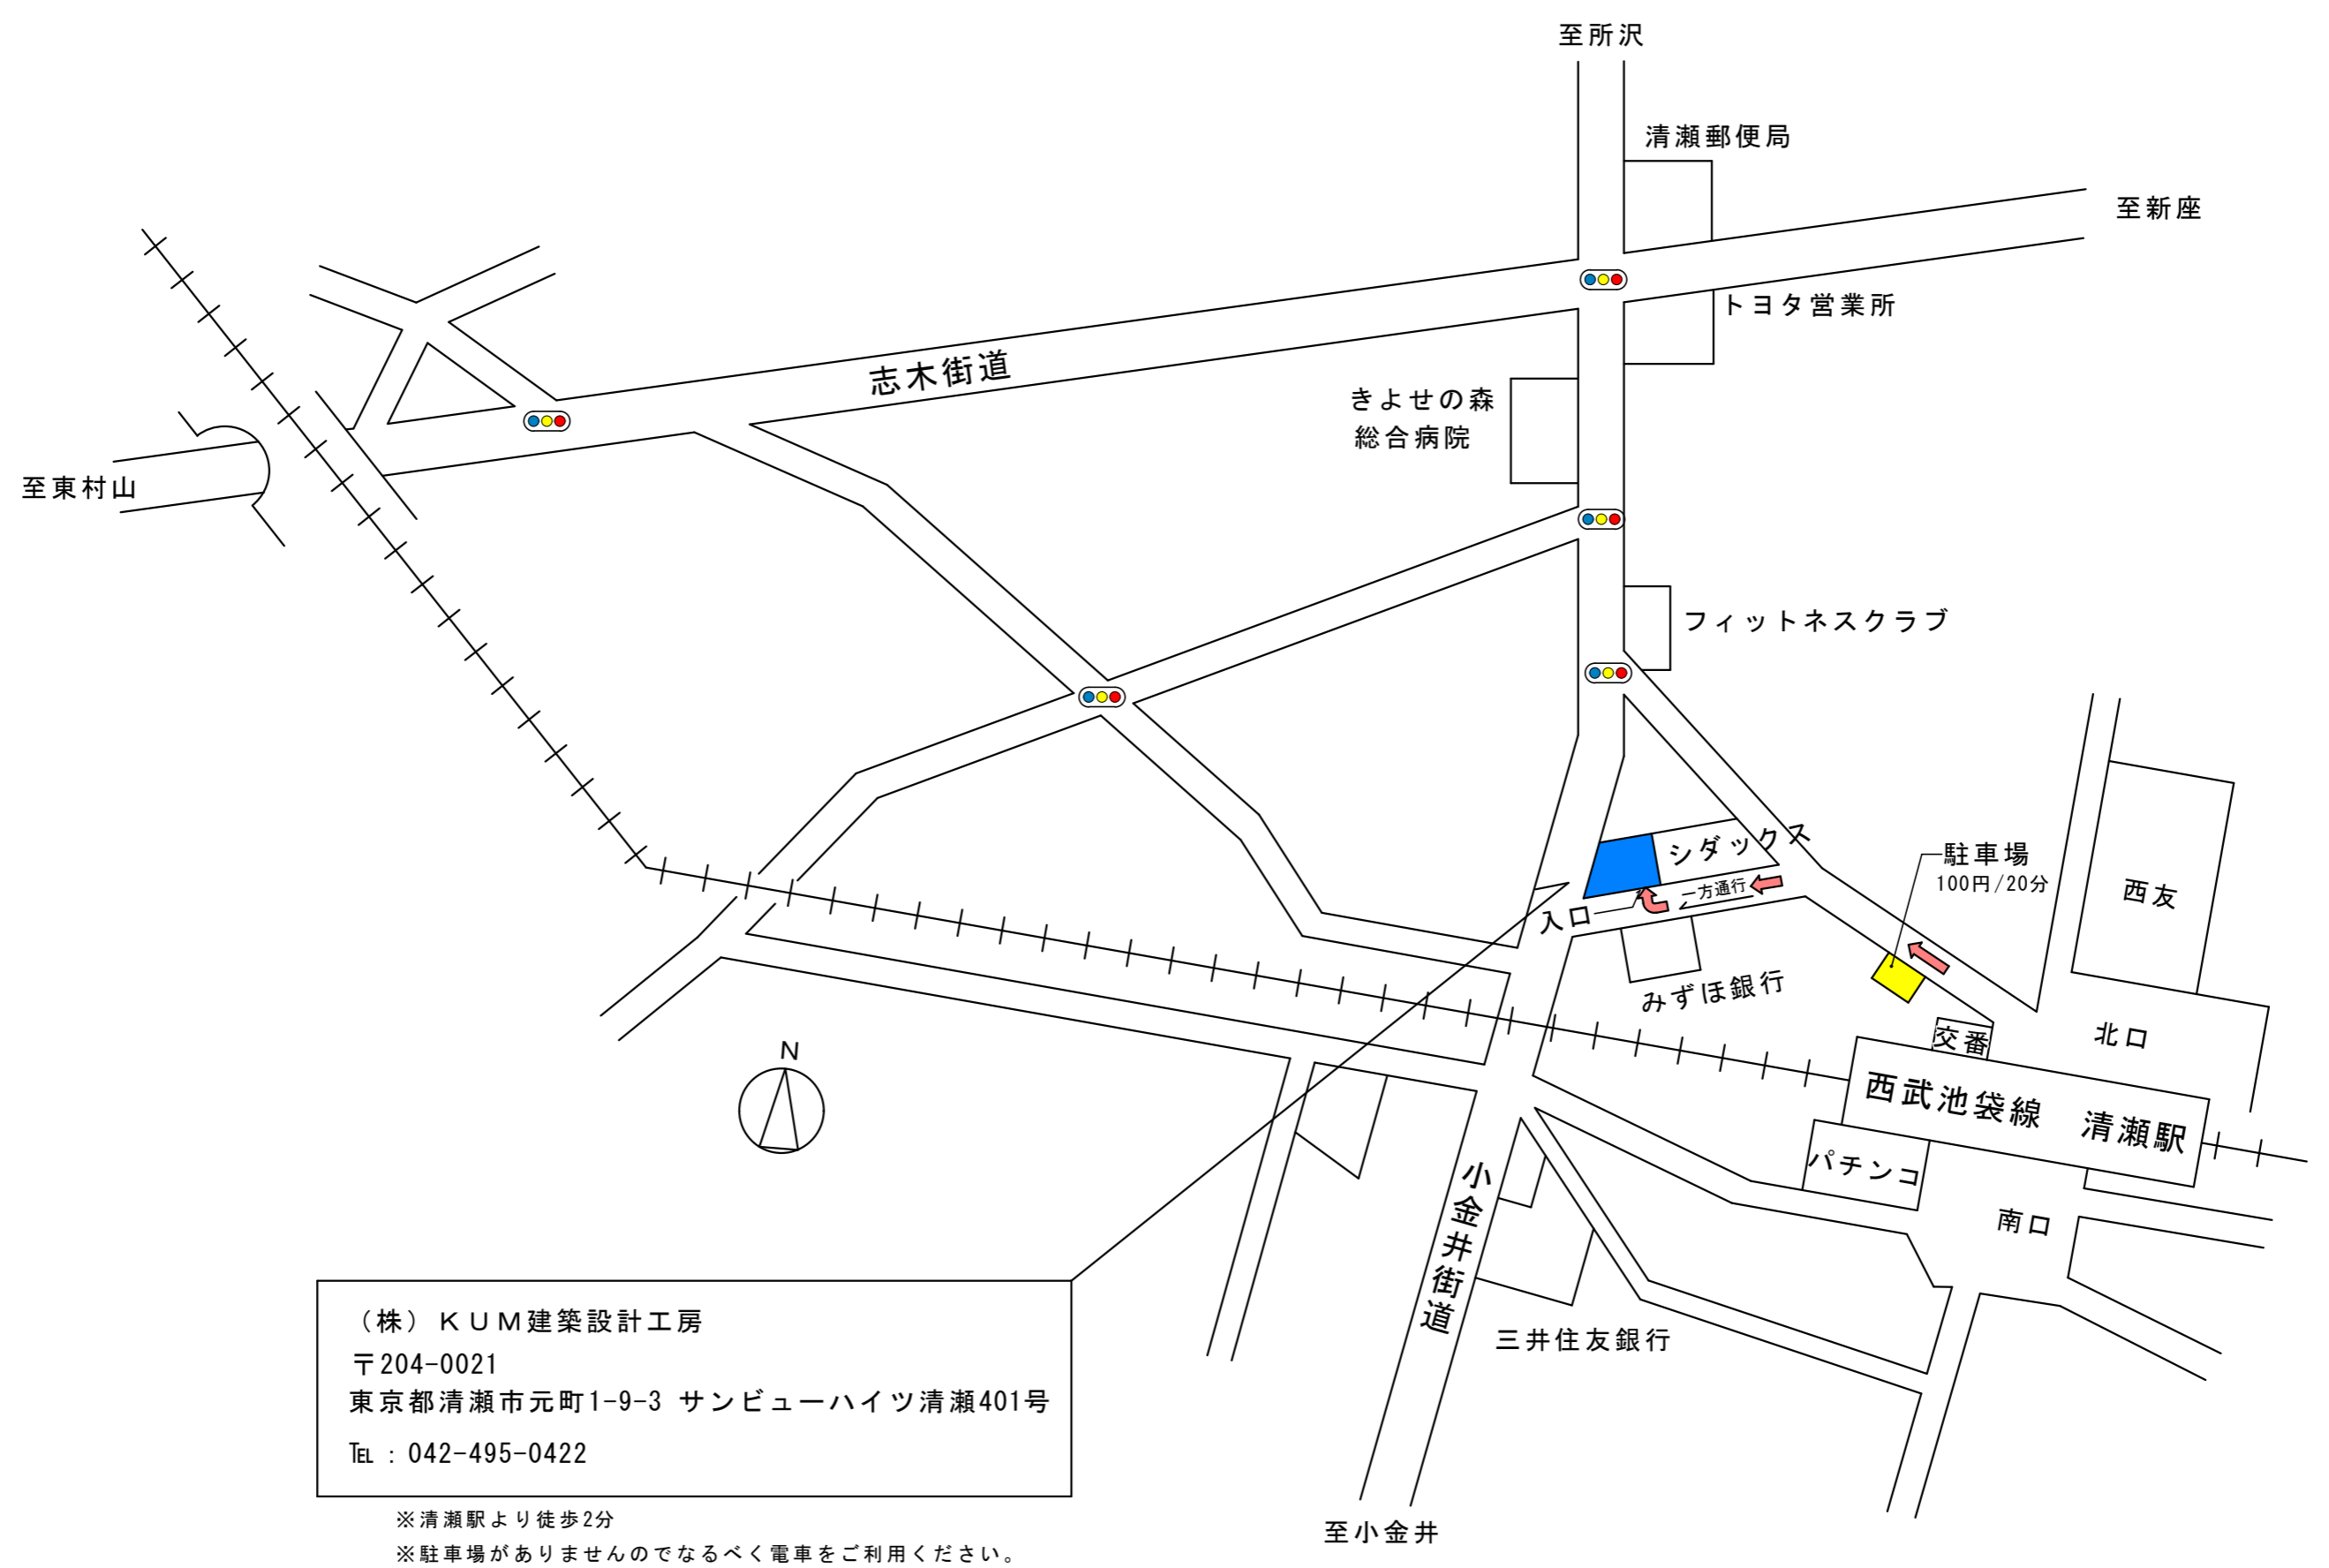 至所沢
清瀬郵便局
至新座
トヨタ営業所
志木街道
きよせの森
総合病院
至東村山
フィットネスクラブ
シダックス
駐車場
100円/20分
一方通行
西友
入口
みずほ銀行
北口
交番
N
西武池袋線 清瀬駅
パチンコ
南口
小金井街道
三井住友銀行
（株）ＫＵＭ建築設計工房
〒204-0021
東京都清瀬市元町1-9-3 サンビューハイツ清瀬401号
℡ : 042-495-0422
至小金井
※清瀬駅より徒歩2分
※駐車場がありませんのでなるべく電車をご利用ください。